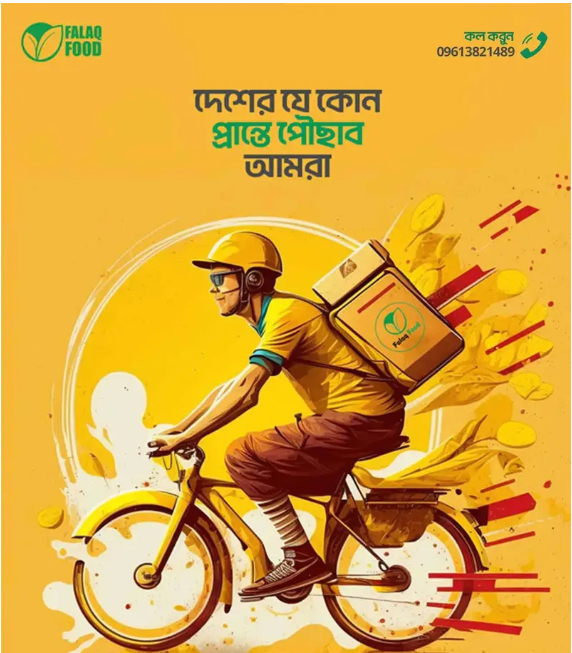 FALAQ
FOOD
কল করুন
09613821489
দেশের যে কোন
প্রান্তে পৌছাব
আমরা
Falaq Food